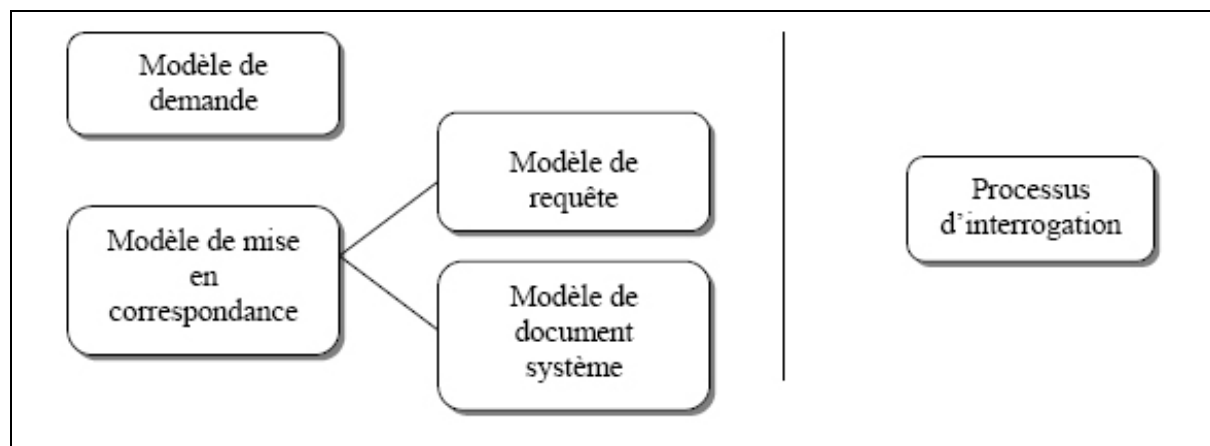 Modèle de
demande
Modèle de mise
en
correspondance
Modèle de
requête
Modèle de
document
système
Processus
d’interrogation